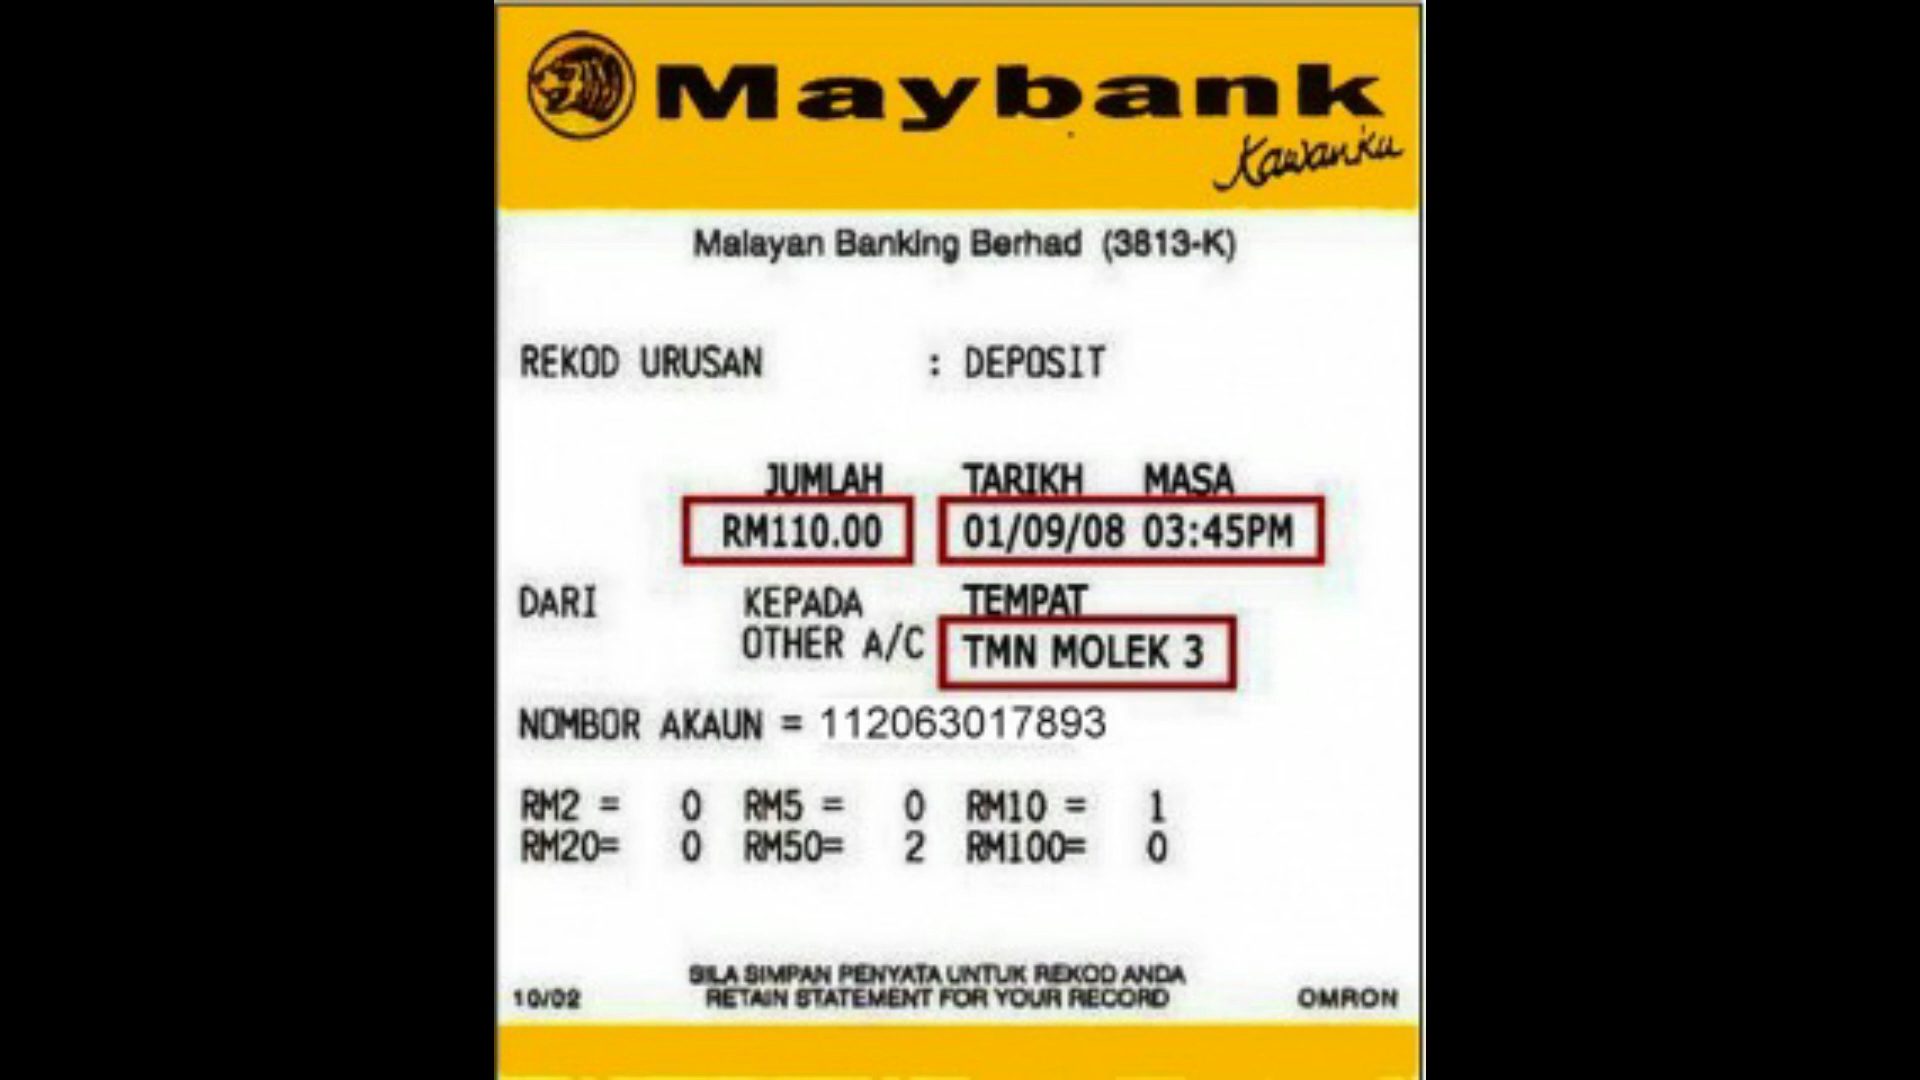 Maybank
Kawanku
Malayan Banking Berhad (3813-K)
REKOD URUSAN : DEPOSIT
JUMLAH TARIKH MASA
RM110.00 01/09/08 03:45PM
DARI KEPADA TEMPAT
OTHER A/C TMN MOLEK 3
NOMBOR AKAUN = 112063017893
RM2 = 0 RM5 = 0 RM10 = 1
RM20= 0 RM50= 2 RM100= 0
SILA SIMPAN PENYATA UNTUK REKOD ANDA
10/02 RETAIN STATEMENT FOR YOUR RECORD OMRON